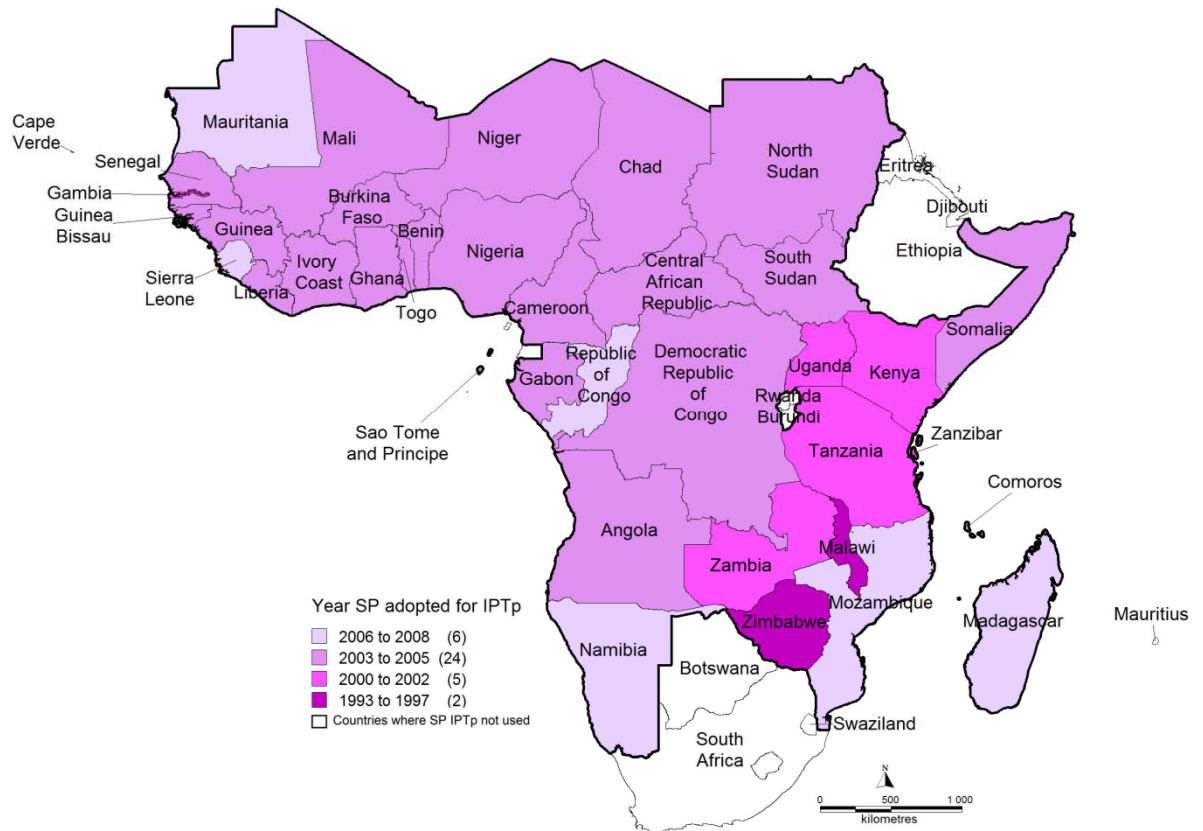 Cape
Verde
Mauritania
Mali
Niger
Chad
North
Sudan
Eritrea
Senegal
Gambia
Guinea
Bissau
Guinea
Burkina
Faso
Benin
Nigeria
Djibouti
Ethiopia
Sierra
Leone
Liberia
Ivory
Coast
Ghana
Togo
Cameroon
Central
African
Republic
South
Sudan
Somalia
Gabon
Republic
of
Congo
Democratic
Republic
of
Congo
Uganda
Kenya
Rwanda
Burundi
Sao Tome
and Principe
Tanzania
Zanzibar
Comoros
Angola
Zambia
Malawi
Mozambique
Zimbabwe
Madagascar
Mauritius
Namibia
Botswana
Swaziland
South
Africa
Year SP adopted for IPTp
2006 to 2008 (6)
2003 to 2005 (24)
2000 to 2002 (5)
1993 to 1997 (2)
Countries where SP IPTp not used
N
0 500 1 000
kilometres